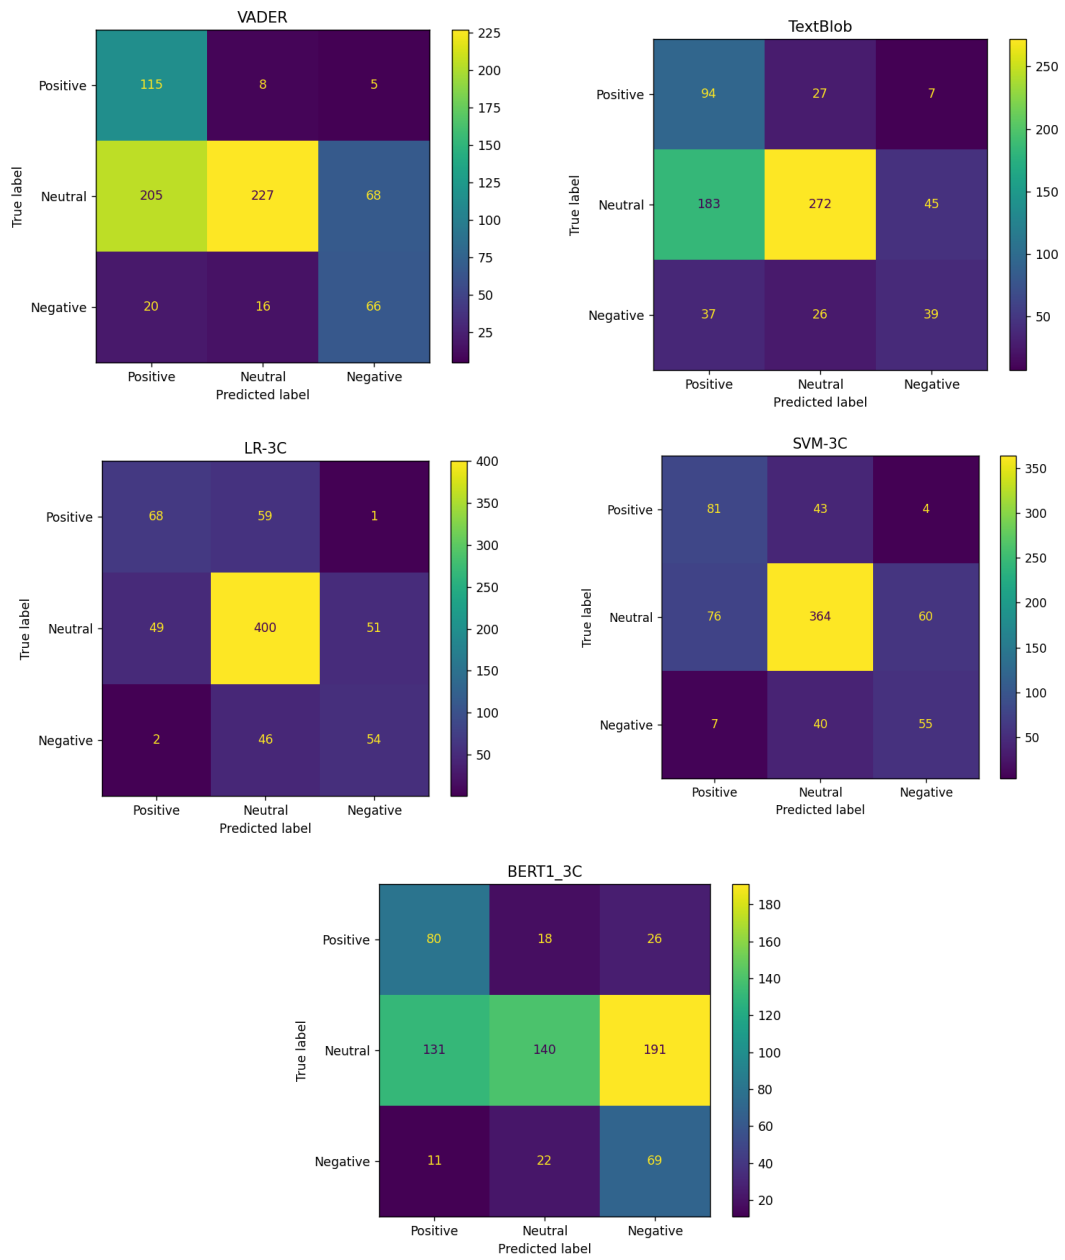 VADER
True label
Positive 115 8 5
Neutral 205 227 68
Negative 20 16 66
Positive Neutral Negative
Predicted label
225
200
175
150
125
100
75
50
25
TextBlob
True label
Positive 94 27 7
Neutral 183 272 45
Negative 37 26 39
Positive Neutral Negative
Predicted label
250
200
150
100
50
LR-3C
True label
Positive 68 59 1
Neutral 49 400 51
Negative 2 46 54
Positive Neutral Negative
Predicted label
400
350
300
250
200
150
100
50
SVM-3C
True label
Positive 81 43 4
Neutral 76 364 60
Negative 7 40 55
Positive Neutral Negative
Predicted label
350
300
250
200
150
100
50
BERT1_3C
True label
Positive 80 18 26
Neutral 131 140 191
Negative 11 22 69
Positive Neutral Negative
Predicted label
180
160
140
120
100
80
60
40
20